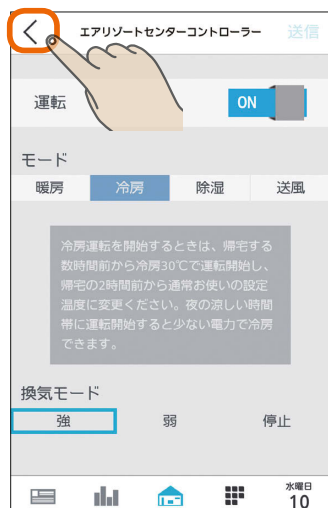 エアリゾートセンターコントローラー 送信
運転 ON
モード
暖房 冷房 除湿 送風
冷房運転を開始するときは、帰宅する
数時間前から冷房30℃で運転開始し、
帰宅の2時間前から通常お使いの設定
温度に変更ください。夜の涼しい時間
帯に運転開始すると少ない電力で冷房
できます。
換気モード
強 弱 停止
水曜日
10